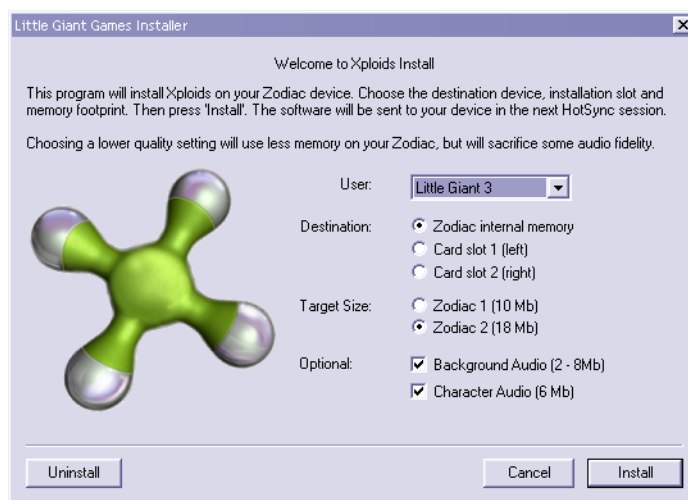 Little Giant Games Installer
Welcome to Xploids Install
This program will install Xploids on your Zodiac device. Choose the destination device, installation slot and
memory footprint. Then press 'Install'. The software will be sent to your device in the next HotSync session.
Choosing a lower quality setting will use less memory on your Zodiac, but will sacrifice some audio fidelity.
User: Little Giant 3
Destination: Zodiac internal memory
Card slot 1 (left)
Card slot 2 (right)
Target Size: Zodiac 1 (10 Mb)
Zodiac 2 (18 Mb)
Optional: Background Audio (2 - 8Mb)
Character Audio (6 Mb)
Uninstall Cancel Install